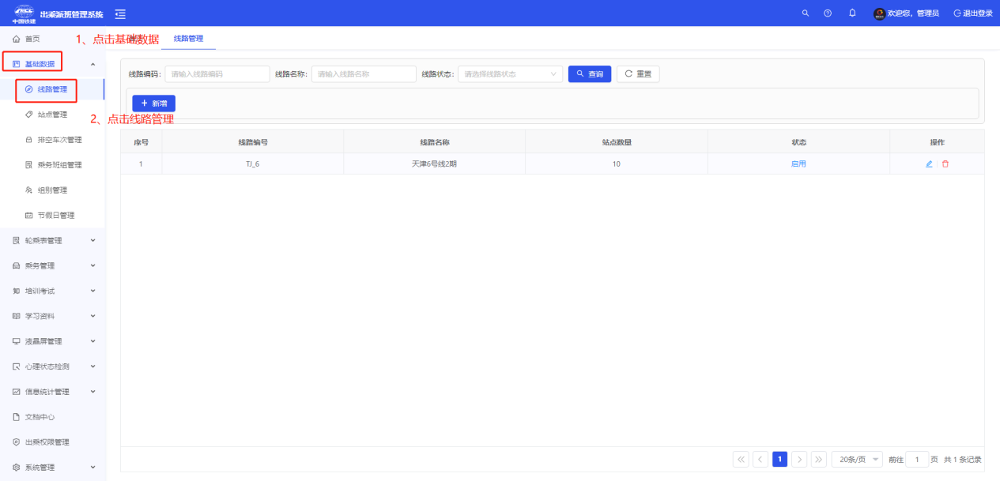 中国铁建
出乘派班管理系统
欢迎您，管理员
退出登录
首页
1、点击基础数据
线路管理
基础数据
线路管理
站点管理
排空车次管理
乘务班组管理
组别管理
节假日管理
轮乘表管理
乘务管理
培训考试
学习资料
液晶屏管理
心理状态检测
信息统计管理
文档中心
出乘权限管理
系统管理
线路编码：
请输入线路编码
线路名称：
请输入线路名称
线路状态：
请选择线路状态
查询
重置
新增
2、点击线路管理
序号 线路编号 线路名称 站点数量 状态 操作
1 TJ_6 天津6号线2期 10 启用
1
20条/页
前往 1 页 共 1 条记录